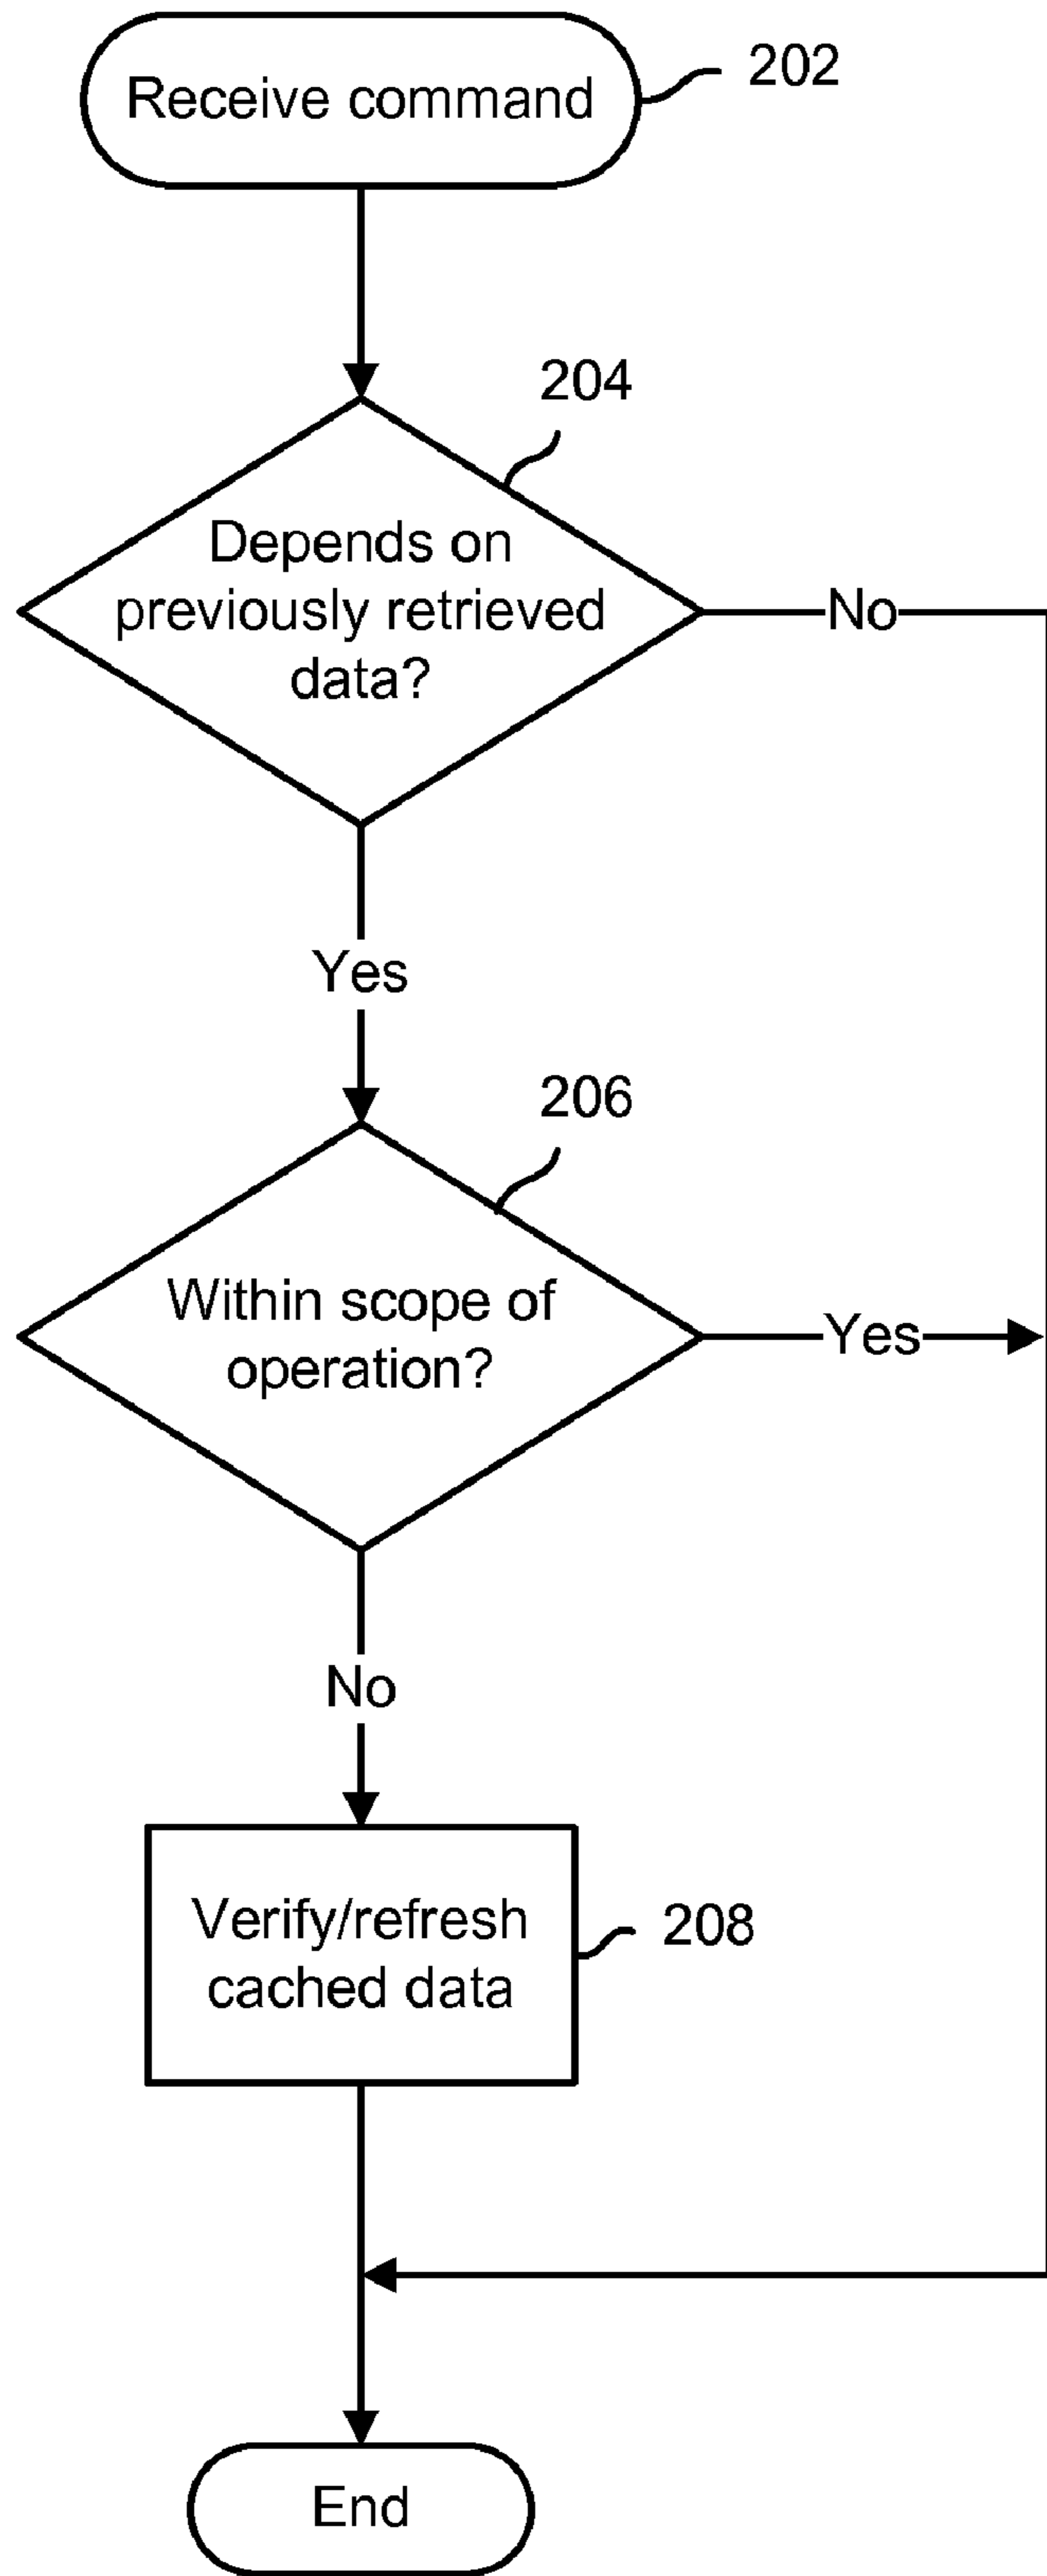 Receive command
202
204
Depends on
previously retrieved
data?
No
Yes
206
Within scope of
operation?
Yes
No
Verify/refresh
cached data
208
End